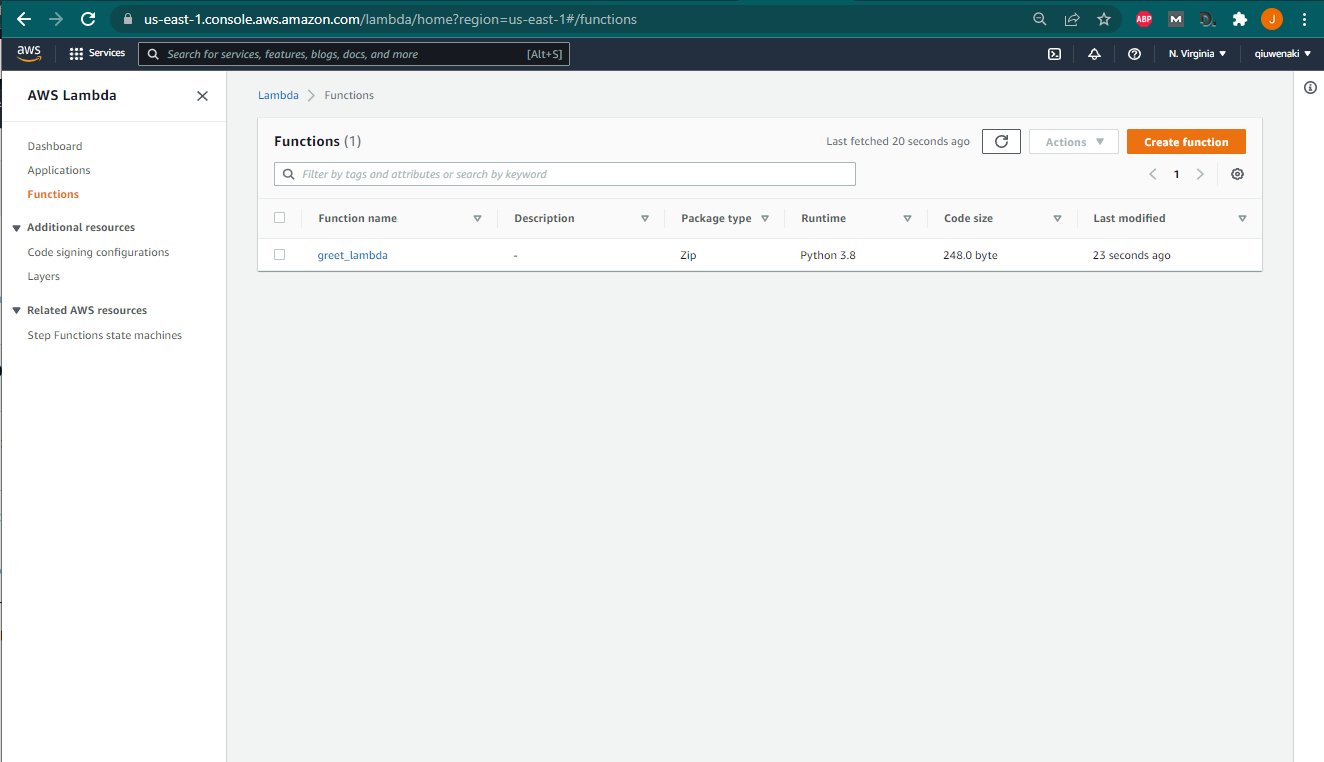 us-east-1.console.aws.amazon.com/lambda/home?region=us-east-1#/functions
ABP
M
D
J
aws
Services
Search for services, features, blogs, docs, and more
[Alt+S]
N. Virginia
qiuwenaki
AWS Lambda
Dashboard
Applications
Functions
Additional resources
Code signing configurations
Layers
Related AWS resources
Step Functions state machines
Lambda
Functions
Functions (1)
Last fetched 20 seconds ago
Actions
Create function
Filter by tags and attributes or search by keyword
1
Function name
Description
Package type
Runtime
Code size
Last modified
greet_lambda
-
Zip
Python 3.8
248.0 byte
23 seconds ago